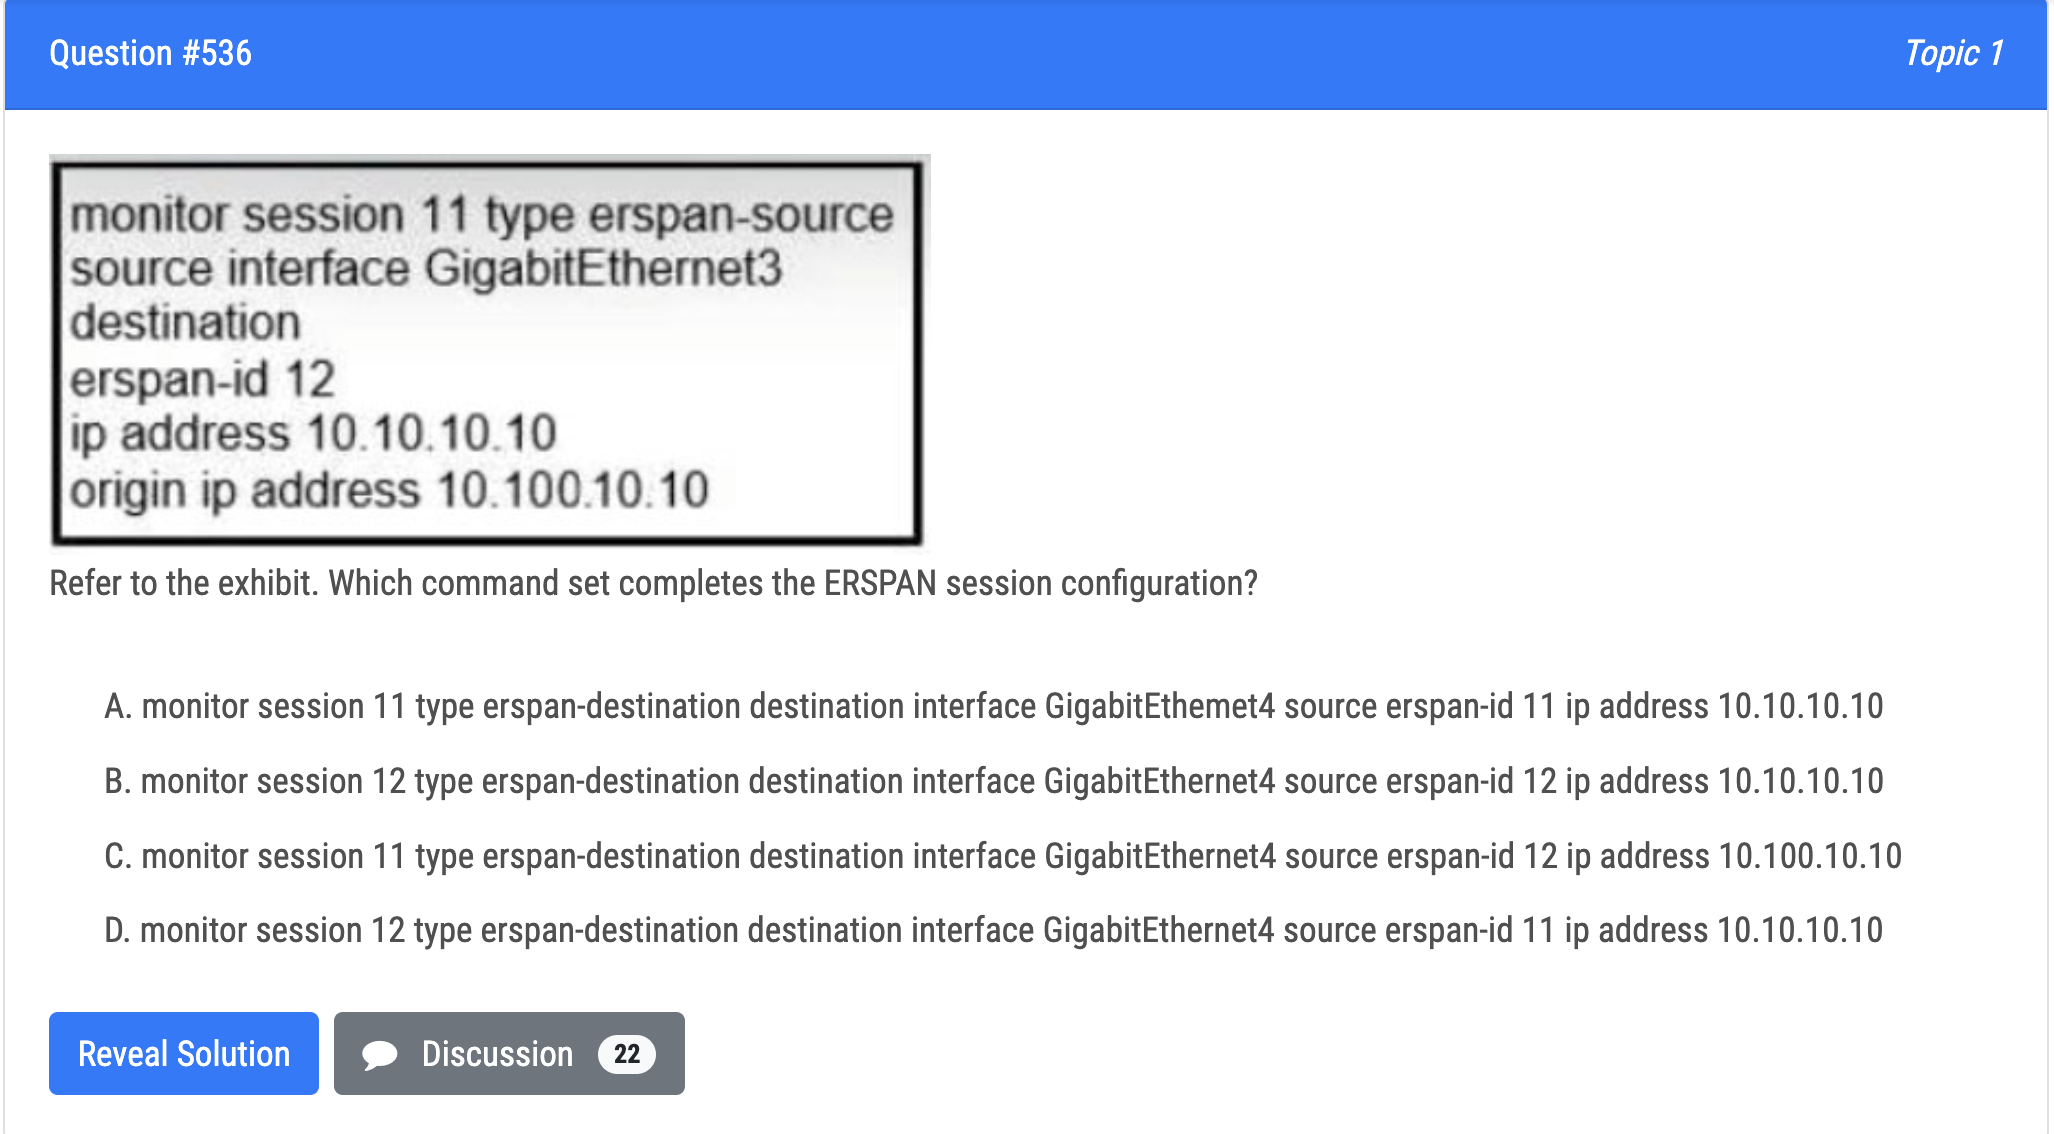 Question #536
Topic 1
monitor session 11 type erspan-source
source interface GigabitEthernet3
destination
erspan-id 12
ip address 10.10.10.10
origin ip address 10.100.10.10
Refer to the exhibit. Which command set completes the ERSPAN session configuration?
A. monitor session 11 type erspan-destination destination interface GigabitEthemet4 source erspan-id 11 ip address 10.10.10.10
B. monitor session 12 type erspan-destination destination interface GigabitEthernet4 source erspan-id 12 ip address 10.10.10.10
C. monitor session 11 type erspan-destination destination interface GigabitEthernet4 source erspan-id 12 ip address 10.100.10.10
D. monitor session 12 type erspan-destination destination interface GigabitEthernet4 source erspan-id 11 ip address 10.10.10.10
Reveal Solution
Discussion 22